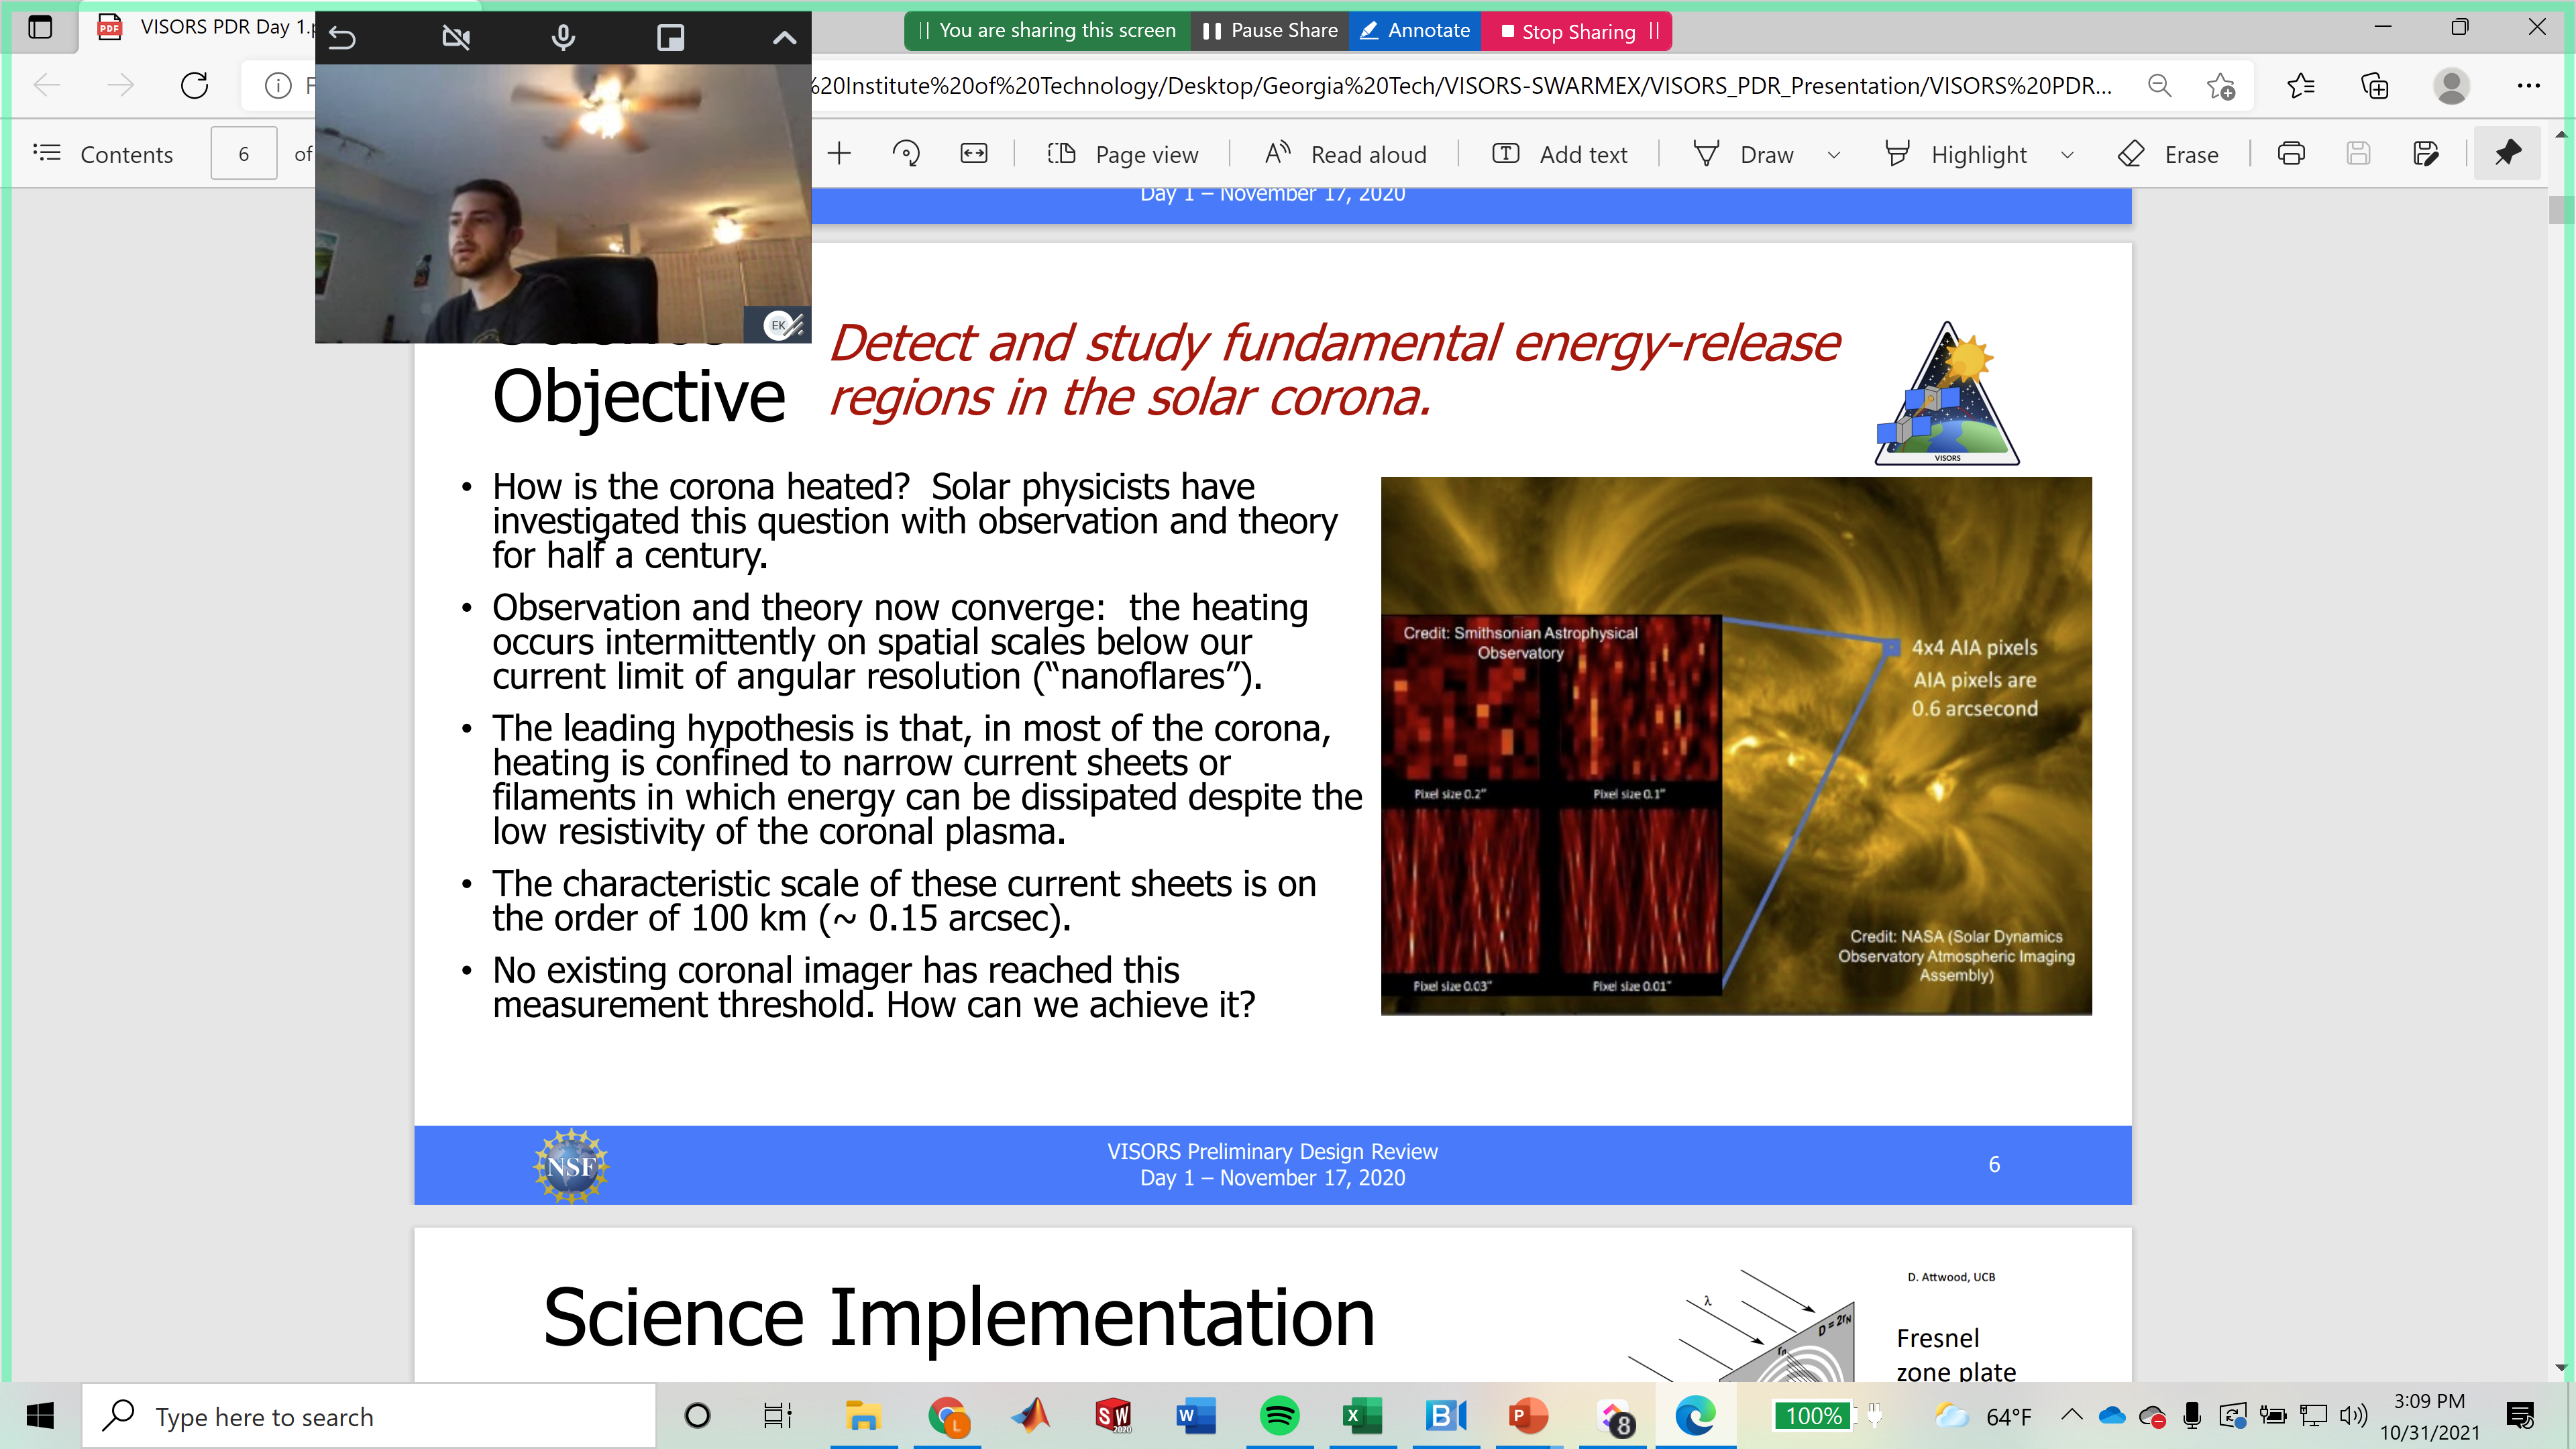 VISORS PDR Day 1.p
You are sharing this screen
Pause Share
Annotate
Stop Sharing
%20Institute%20of%20Technology/Desktop/Georgia%20Tech/VISORS-SWARMEX/VISORS_PDR_Presentation/VISORS%20PDR...
Contents
6
of
Page view
Read aloud
Add text
Draw
Highlight
Erase
Day 1 – November 17, 2020
EK
Objective
Detect and study fundamental energy-release
regions in the solar corona.
VISORS
• How is the corona heated? Solar physicists have
investigated this question with observation and theory
for half a century.
• Observation and theory now converge: the heating
occurs intermittently on spatial scales below our
current limit of angular resolution (“nanoflares”).
• The leading hypothesis is that, in most of the corona,
heating is confined to narrow current sheets or
filaments in which energy can be dissipated despite the
low resistivity of the coronal plasma.
• The characteristic scale of these current sheets is on
the order of 100 km (~ 0.15 arcsec).
• No existing coronal imager has reached this
measurement threshold. How can we achieve it?
Credit: Smithsonian Astrophysical
Observatory
Pixel size 0.2"
Pixel size 0.1"
Pixel size 0.03"
Pixel size 0.01"
4x4 AIA pixels
AIA pixels are
0.6 arcsecond
Credit: NASA (Solar Dynamics
Observatory Atmospheric Imaging
Assembly)
NSF
VISORS Preliminary Design Review
Day 1 – November 17, 2020
6
Science Implementation
D. Attwood, UCB
λ
D = 2rN
Fresnel
zone plate
Type here to search
100%
64°F
3:09 PM
10/31/2021